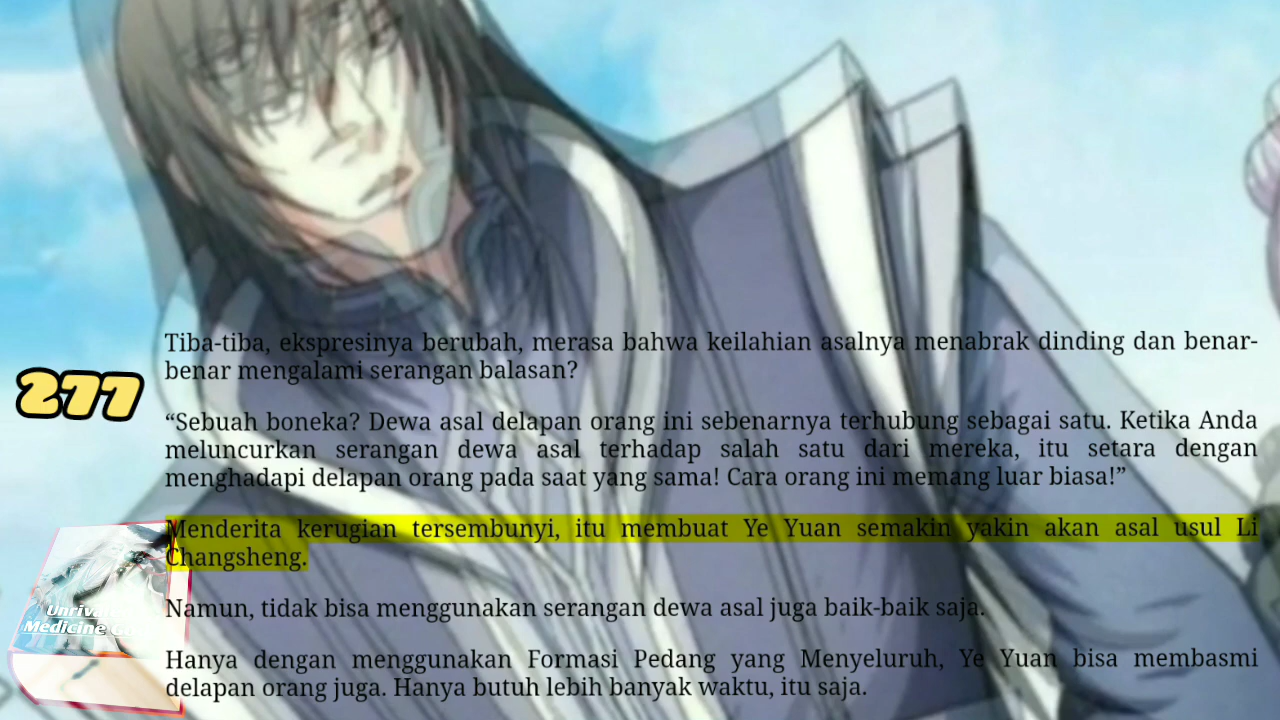 Tiba-tiba, ekspresinya berubah, merasa bahwa keilahian asalnya menabrak dinding dan benar-
benar mengalami serangan balasan?
277
“Sebuah boneka? Dewa asal delapan orang ini sebenarnya terhubung sebagai satu. Ketika Anda
meluncurkan serangan dewa asal terhadap salah satu dari mereka, itu setara dengan
menghadapi delapan orang pada saat yang sama! Cara orang ini memang luar biasa!”
Menderita kerugian tersembunyi, itu membuat Ye Yuan semakin yakin akan asal usul Li
Changsheng.
Namun, tidak bisa menggunakan serangan dewa asal juga baik-baik saja.
Medicine
Hanya dengan menggunakan Formasi Pedang yang Menyeluruh, Ye Yuan bisa membasmi
delapan orang juga. Hanya butuh lebih banyak waktu, itu saja.